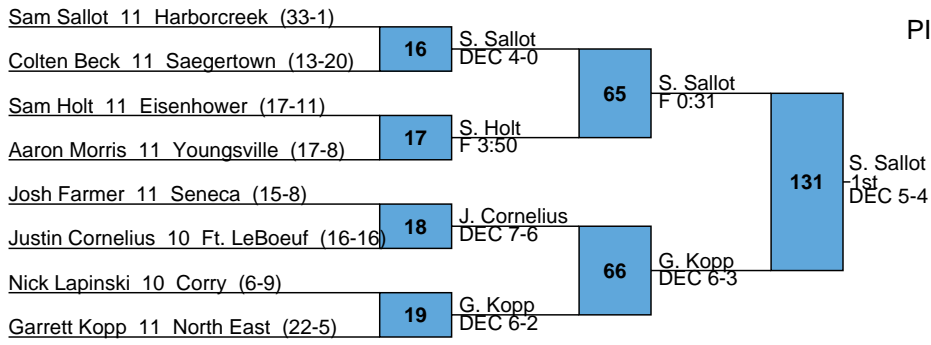 Sam Sallot 11 Harborcreek (33-1)
PI
16
S. Sallot
DEC 4-0
Colten Beck 11 Saegertown (13-20)
65
S. Sallot
F 0:31
Sam Holt 11 Eisenhower (17-11)
17
S. Holt
F 3:50
Aaron Morris 11 Youngsville (17-8)
131
S. Sallot
1st
DEC 5-4
Josh Farmer 11 Seneca (15-8)
18
J. Cornelius
DEC 7-6
Justin Cornelius 10 Ft. LeBoeuf (16-16)
66
G. Kopp
DEC 6-3
Nick Lapinski 10 Corry (6-9)
19
G. Kopp
DEC 6-2
Garrett Kopp 11 North East (22-5)